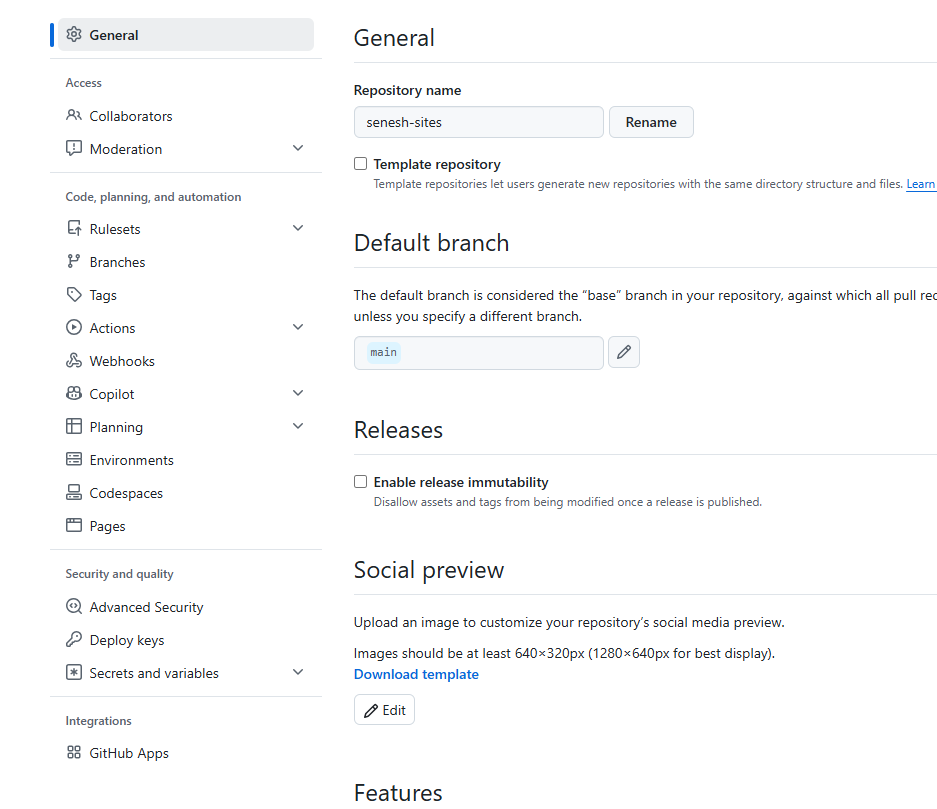 General
Access
Collaborators
Moderation
Code, planning, and automation
Rulesets
Branches
Tags
Actions
Webhooks
Copilot
Planning
Environments
Codespaces
Pages
Security and quality
Advanced Security
Deploy keys
Secrets and variables
Integrations
GitHub Apps
General
Repository name
senesh-sites Rename
Template repository
Template repositories let users generate new repositories with the same directory structure and files. Learn
Default branch
The default branch is considered the “base” branch in your repository, against which all pull rec
unless you specify a different branch.
main
Releases
Enable release immutability
Disallow assets and tags from being modified once a release is published.
Social preview
Upload an image to customize your repository’s social media preview.
Images should be at least 640×320px (1280×640px for best display).
Download template
Edit
Features